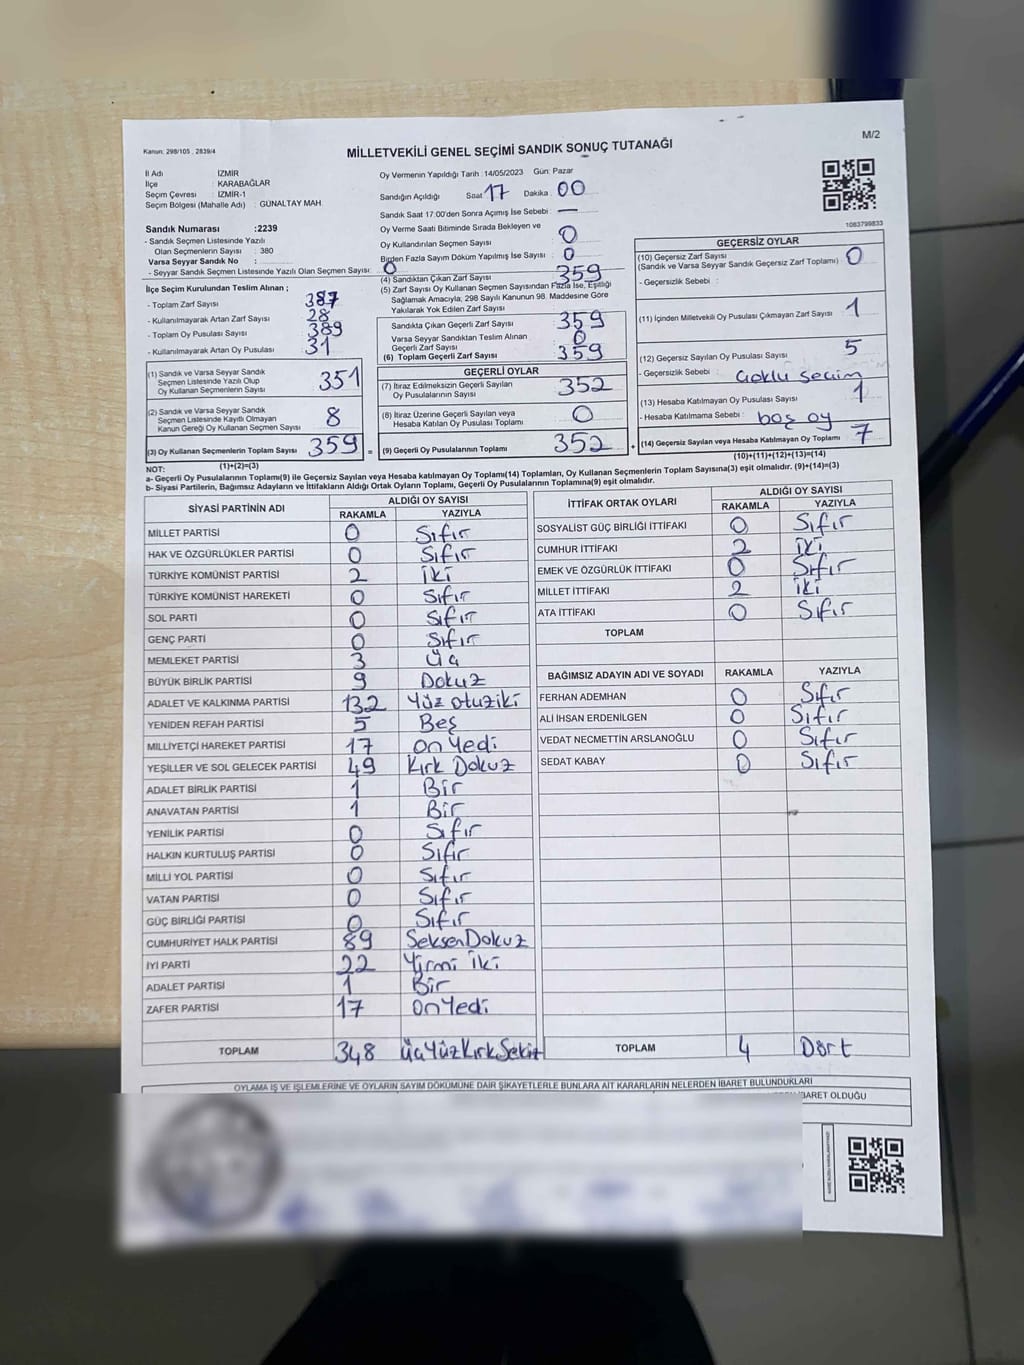 Kanun: 298/105 , 2839/4
MİLLETVEKİLİ GENEL SEÇİMİ SANDIK SONUÇ TUTANAĞI
M/2
İl Adı : İZMİR
İlçe : KARABAĞLAR
Seçim Çevresi : İZMİR-1
Seçim Bölgesi (Mahalle Adı) : GÜNALTAY MAH.
Sandık Numarası :2239
- Sandık Seçmen Listesinde Yazılı
Olan Seçmenlerin Sayısı : 380
Varsa Seyyar Sandık No :
- Seyyar Sandık Seçmen Listesinde Yazılı Olan Seçmen Sayısı: 0
İlçe Seçim Kurulundan Teslim Alınan ;
- Toplam Zarf Sayısı : 387
- Kullanılmayarak Artan Zarf Sayısı : 28
- Toplam Oy Pusulası Sayısı : 389
- Kullanılmayarak Artan Oy Pusulası : 31
(1) Sandık ve Varsa Seyyar Sandık
Seçmen Listesinde Yazılı Olup
Oy Kullanan Seçmenlerin Sayısı 351
(2) Sandık ve Varsa Seyyar Sandık
Seçmen Listesinde Kayıtlı Olmayan
Kanun Gereği Oy Kullanan Seçmen Sayısı 8
(3) Oy Kullanan Seçmenlerin Toplam Sayısı 359
(1)+(2)=(3)
Oy Vermenin Yapıldığı Tarih : 14/05/2023 Gün: Pazar
Sandığın Açıldığı Saat 17 Dakika : 00
Sandık Saat 17:00'den Sonra Açımış İse Sebebi : —
Oy Verme Saati Bitiminde Sırada Bekleyen ve
Oy Kullandırılan Seçmen Sayısı : 0
Birden Fazla Sayım Döküm Yapılmış İse Sayısı : 0
(4) Sandıktan Çıkan Zarf Sayısı : 359
(5) Zarf Sayısı Oy Kullanan Seçmen Sayısından Fazla İse, Eşitliği
Sağlamak Amacıyla, 298 Sayılı Kanunun 98. Maddesine Göre
Yakılarak Yok Edilen Zarf Sayısı :
Sandıkta Çıkan Geçerli Zarf Sayısı : 359
Varsa Seyyar Sandıktan Teslim Alınan
Geçerli Zarf Sayısı : 0
(6) Toplam Geçerli Zarf Sayısı : 359
GEÇERLİ OYLAR
(7) İtiraz Edilmeksizin Geçerli Sayılan
Oy Pusulalarının Sayısı : 352
(8) İtiraz Üzerine Geçerli Sayılan veya
Hesaba Katılan Oy Pusulası Toplamı : 0
(9) Geçerli Oy Pusulalarının Toplamı : 352
1083799833
GEÇERSİZ OYLAR
(10) Geçersiz Zarf Sayısı
(Sandık ve Varsa Seyyar Sandık Geçersiz Zarf Toplamı) : 0
- Geçersizlik Sebebi :
(11) İçinden Milletvekili Oy Pusulası Çıkmayan Zarf Sayısı : 1
(12) Geçersiz Sayılan Oy Pusulası Sayısı : 5
- Geçersizlik Sebebi : Çoklu seçim
(13) Hesaba Katılmayan Oy Pusulası Sayısı : 1
- Hesaba Katılmama Sebebi : boş oy
(14) Geçersiz Sayılan veya Hesaba Katılmayan Oy Toplamı : 7
(10)+(11)+(12)+(13)=(14)
NOT:
a- Geçerli Oy Pusulalarının Toplamı(9) ile Geçersiz Sayılan veya Hesaba katılmayan Oy Toplamı(14) Toplamları, Oy Kullanan Seçmenlerin Toplam Sayısına(3) eşit olmalıdır. (9)+(14)=(3)
b- Siyasi Partilerin, Bağımsız Adayların ve İttifakların Aldığı Oyların Toplamı, Geçerli Oy Pusulalarının Toplamına(9) eşit olmalıdır.
SİYASİ PARTİNİN ADI ALDIĞI OY SAYISI
RAKAMLA YAZIYLA
MİLLET PARTİSİ 0 Sıfır
HAK VE ÖZGÜRLÜKLER PARTİSİ 0 Sıfır
TÜRKİYE KOMÜNİST PARTİSİ 2 İki
TÜRKİYE KOMÜNİST HAREKETİ 0 Sıfır
SOL PARTİ 0 Sıfır
GENÇ PARTİ 0 Sıfır
MEMLEKET PARTİSİ 3 Üç
BÜYÜK BİRLİK PARTİSİ 9 Dokuz
ADALET VE KALKINMA PARTİSİ 132 Yüz otuziki
YENİDEN REFAH PARTİSİ 5 Beş
MİLLİYETÇİ HAREKET PARTİSİ 17 On Yedi
YEŞİLLER VE SOL GELECEK PARTİSİ 49 Kırk Dokuz
ADALET BİRLİK PARTİSİ 1 Bir
ANAVATAN PARTİSİ 1 Bir
YENİLİK PARTİSİ 0 Sıfır
HALKIN KURTULUŞ PARTİSİ 0 Sıfır
MİLLİ YOL PARTİSİ 0 Sıfır
VATAN PARTİSİ 0 Sıfır
GÜÇ BİRLİĞİ PARTİSİ 0 Sıfır
CUMHURİYET HALK PARTİSİ 89 SeksenDokuz
İYİ PARTİ 22 Yirmi İki
ADALET PARTİSİ 1 Bir
ZAFER PARTİSİ 17 On Yedi
TOPLAM 348 ÜçYüzKırkSekiz
İTTİFAK ORTAK OYLARI ALDIĞI OY SAYISI
RAKAMLA YAZIYLA
SOSYALİST GÜÇ BİRLİĞİ İTTİFAKI 0 Sıfır
CUMHUR İTTİFAKI 2 İki
EMEK VE ÖZGÜRLÜK İTTİFAKI 0 Sıfır
MİLLET İTTİFAKI 2 İki
ATA İTTİFAKI 0 Sıfır
TOPLAM
BAĞIMSIZ ADAYIN ADI VE SOYADI RAKAMLA YAZIYLA
FERHAN ADEMHAN 0 Sıfır
ALİ İHSAN ERDENİLGEN 0 Sıfır
VEDAT NECMETTİN ARSLANOĞLU 0 Sıfır
SEDAT KABAY 0 Sıfır
TOPLAM 4 Dört
OYLAMA İŞ VE İŞLEMLERİNE VE OYLARIN SAYIM DÖKÜMÜNE DAİR ŞİKAYETLERLE BUNLARA AİT KARARLARIN NELERDEN İBARET BULUNDUKLARI
İBARET OLDUĞU